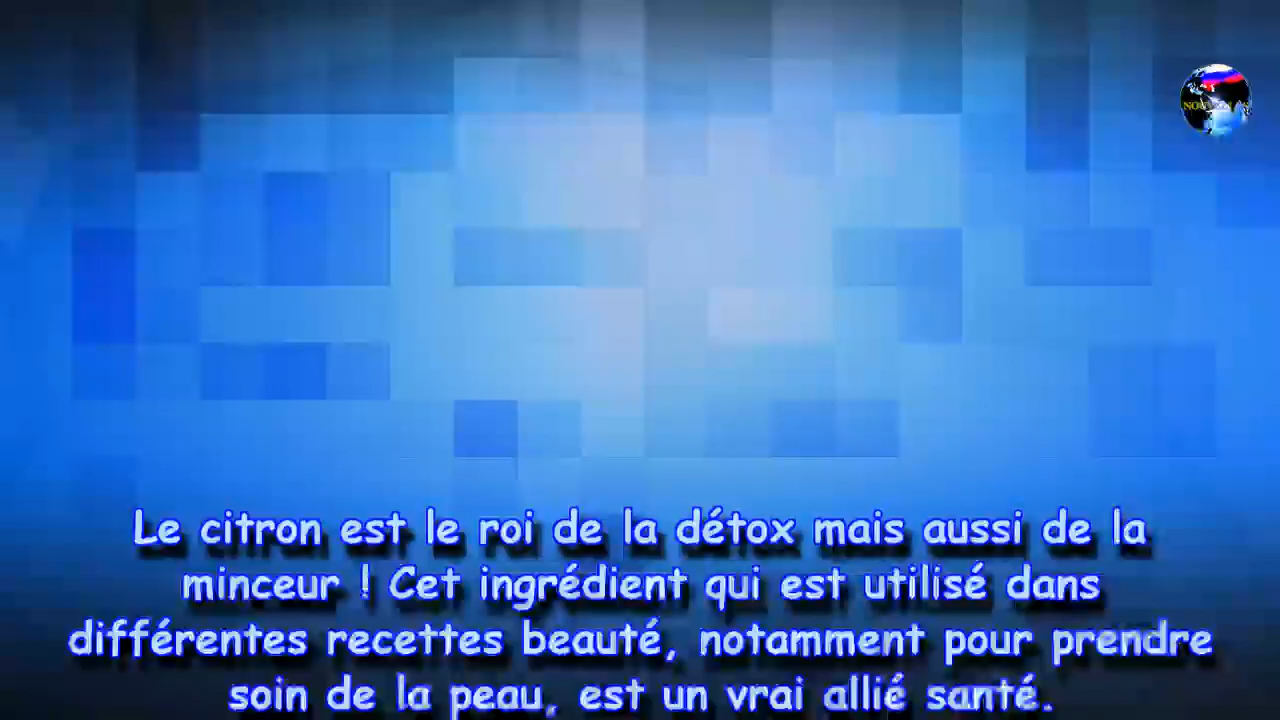 Le citron est le roi de la détox mais aussi de la
minceur ! Cet ingrédient qui est utilisé dans
différentes recettes beauté, notamment pour prendre
soin de la peau, est un vrai allié santé.